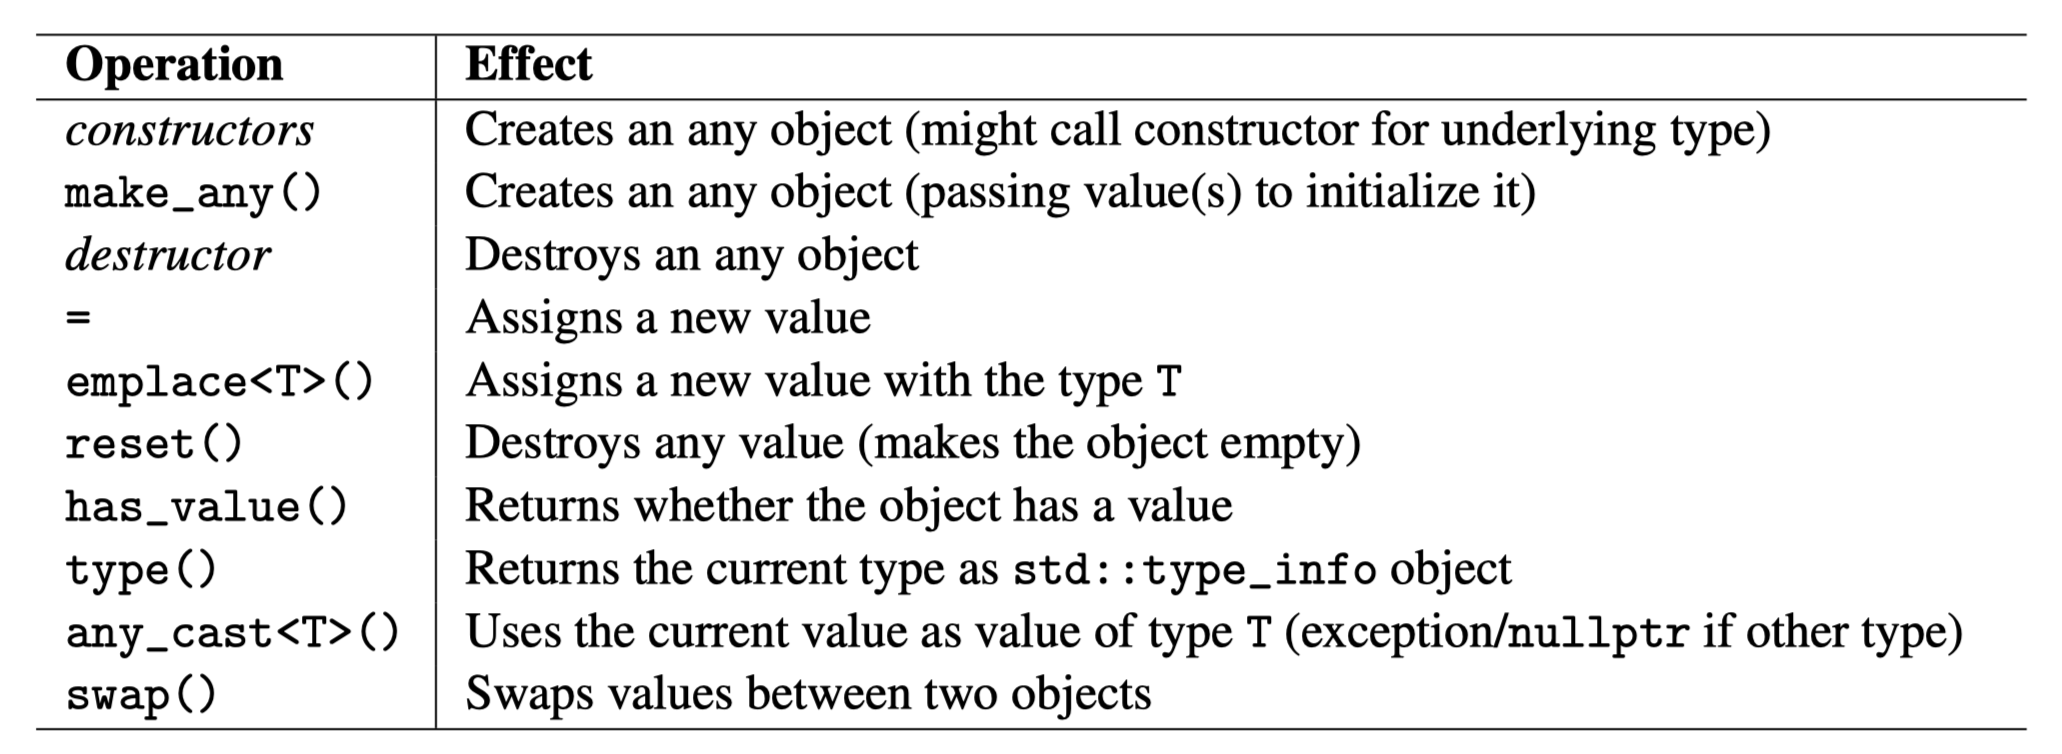 Operation Effect
constructors Creates an any object (might call constructor for underlying type)
make_any() Creates an any object (passing value(s) to initialize it)
destructor Destroys an any object
= Assigns a new value
emplace<T>() Assigns a new value with the type T
reset() Destroys any value (makes the object empty)
has_value() Returns whether the object has a value
type() Returns the current type as std::type_info object
any_cast<T>() Uses the current value as value of type T (exception/nullptr if other type)
swap() Swaps values between two objects